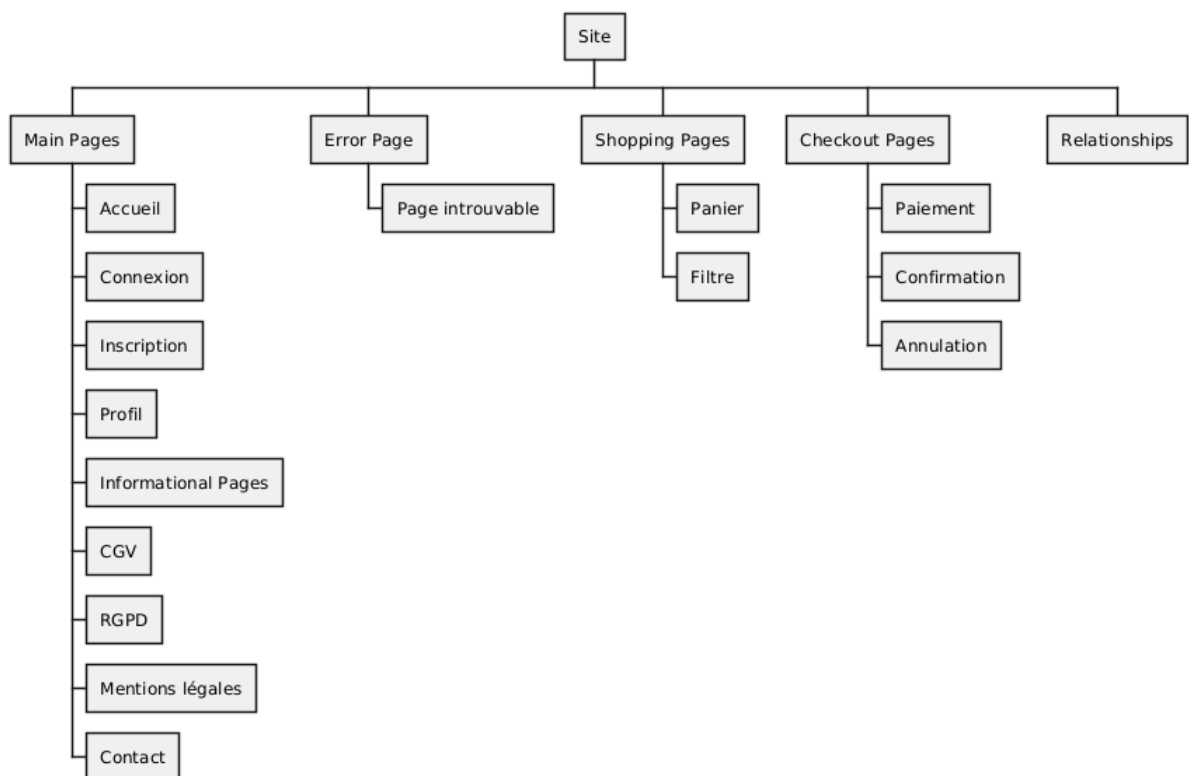 Site
Main Pages
Error Page
Shopping Pages
Checkout Pages
Relationships
Accueil
Page introuvable
Panier
Paiement
Connexion
Filtre
Confirmation
Inscription
Annulation
Profil
Informational Pages
CGV
RGPD
Mentions légales
Contact